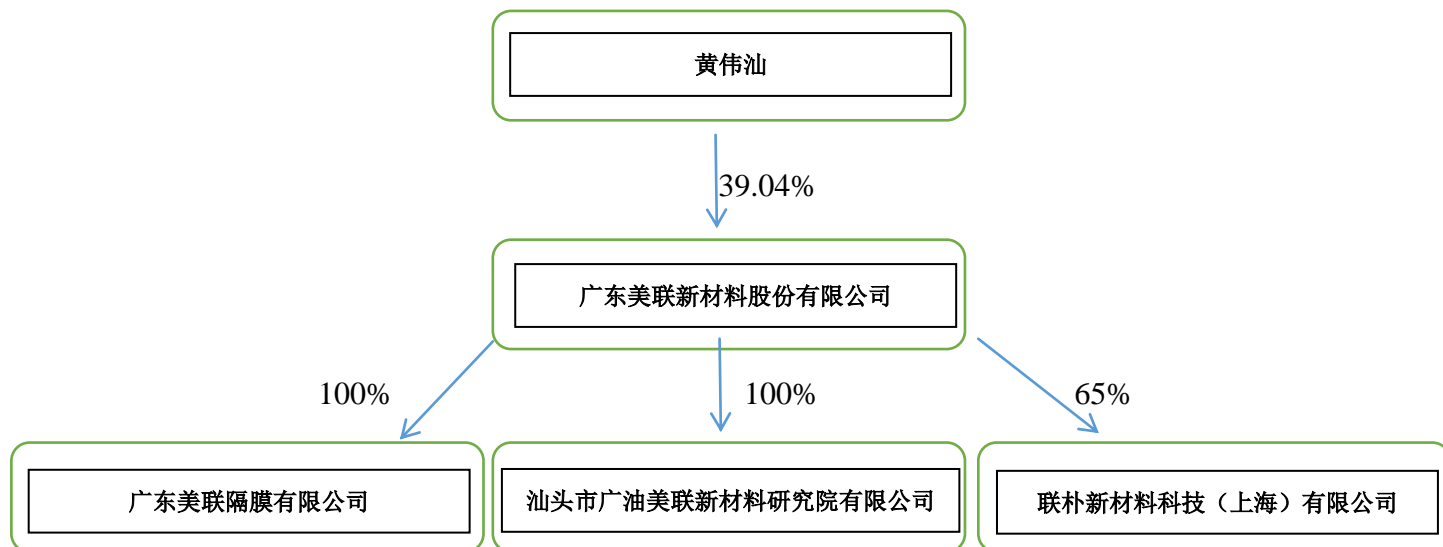 黄伟汕
39.04%
广东美联新材料股份有限公司
100%
100%
65%
广东美联隔膜有限公司
汕头市广油美联新材料研究院有限公司
联朴新材料科技（上海）有限公司